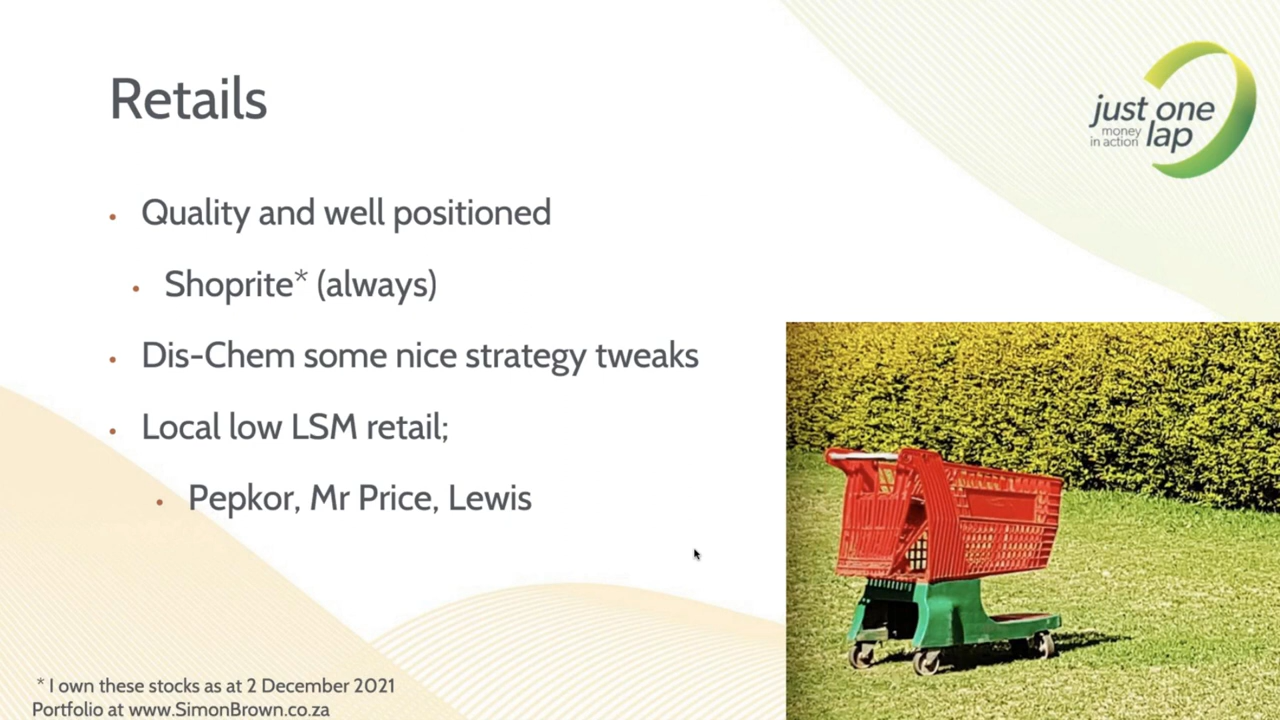 Retails
just one
money
in action lap
• Quality and well positioned
• Shoprite* (always)
• Dis-Chem some nice strategy tweaks
• Local low LSM retail;
• Pepkor, Mr Price, Lewis
* I own these stocks as at 2 December 2021
Portfolio at www.SimonBrown.co.za